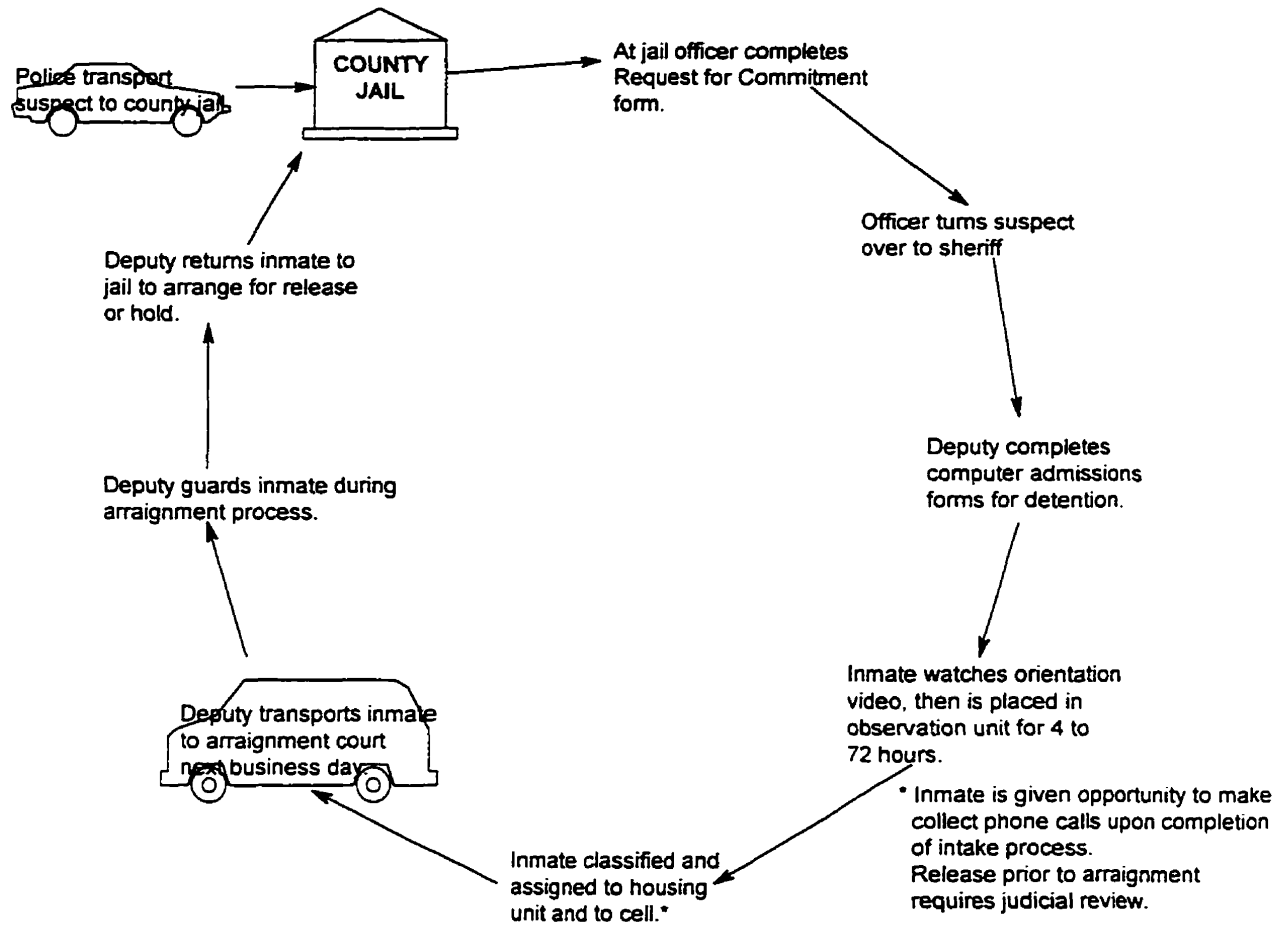 Police transport
suspect to county jail
COUNTY
JAIL
At jail officer completes
Request for Commitment
form.
Officer turns suspect
over to sheriff
Deputy completes
computer admissions
forms for detention.
Inmate watches orientation
video, then is placed in
observation unit for 4 to
72 hours.
* Inmate is given opportunity to make
collect phone calls upon completion
of intake process.
Release prior to arraignment
requires judicial review.
Inmate classified and
assigned to housing
unit and to cell.*
Deputy transports inmate
to arraignment court
next business day.
Deputy guards inmate during
arraignment process.
Deputy returns inmate to
jail to arrange for release
or hold.